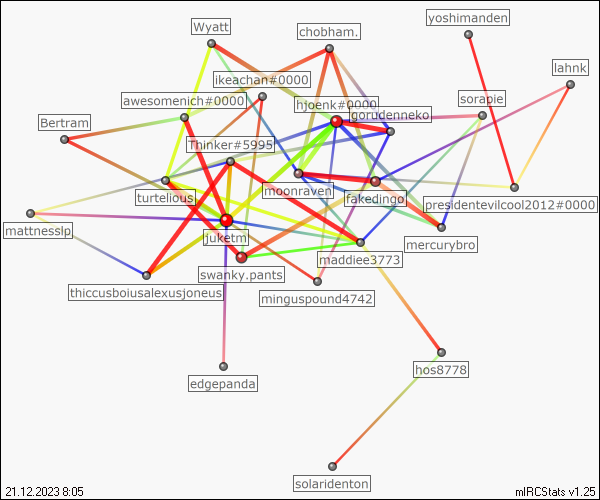 yoshimanden
Wyatt
chobham.
lahnk
ikeachan#0000
awesomenich#0000
hjoenk#0000
sorapie
gorudenneko
Bertram
Thinker#5995
turtelious
moonraven
fakedingo
presidentevilcool2012#0000
mattnesslp
juketm
mercurybro
maddiee3773
swanky.pants
thiccusboiusalexusjoneus
minguspound4742
hos8778
edgepanda
solaridenton
21.12.2023 8:05
mIRCStats v1.25